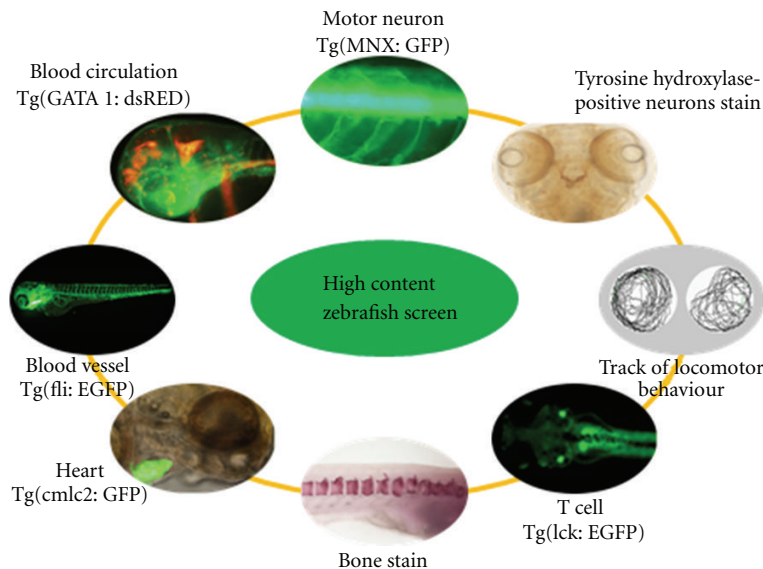 Motor neuron
Tg(MNX: GFP)
Blood circulation
Tg(GATA 1: dsRED)
Tyrosine hydroxylase-
positive neurons stain
High content
zebrafish screen
Blood vessel
Tg(fli: EGFP)
Track of locomotor
behaviour
Heart
Tg(cmlc2: GFP)
T cell
Tg(lck: EGFP)
Bone stain